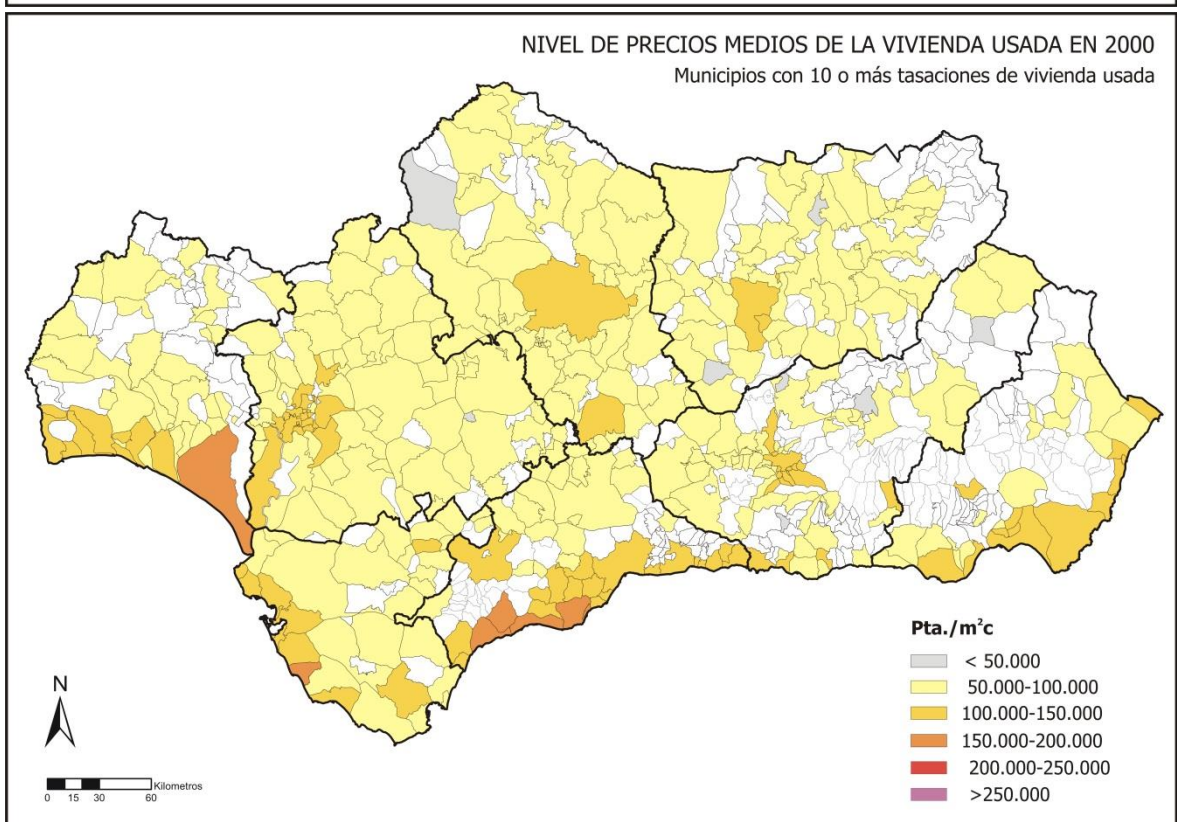 NIVEL DE PRECIOS MEDIOS DE LA VIVIENDA USADA EN 2000
Municipios con 10 o más tasaciones de vivienda usada
Pta./m²c
< 50.000
50.000-100.000
100.000-150.000
150.000-200.000
200.000-250.000
>250.000
N
Kilometros
0 15 30 60